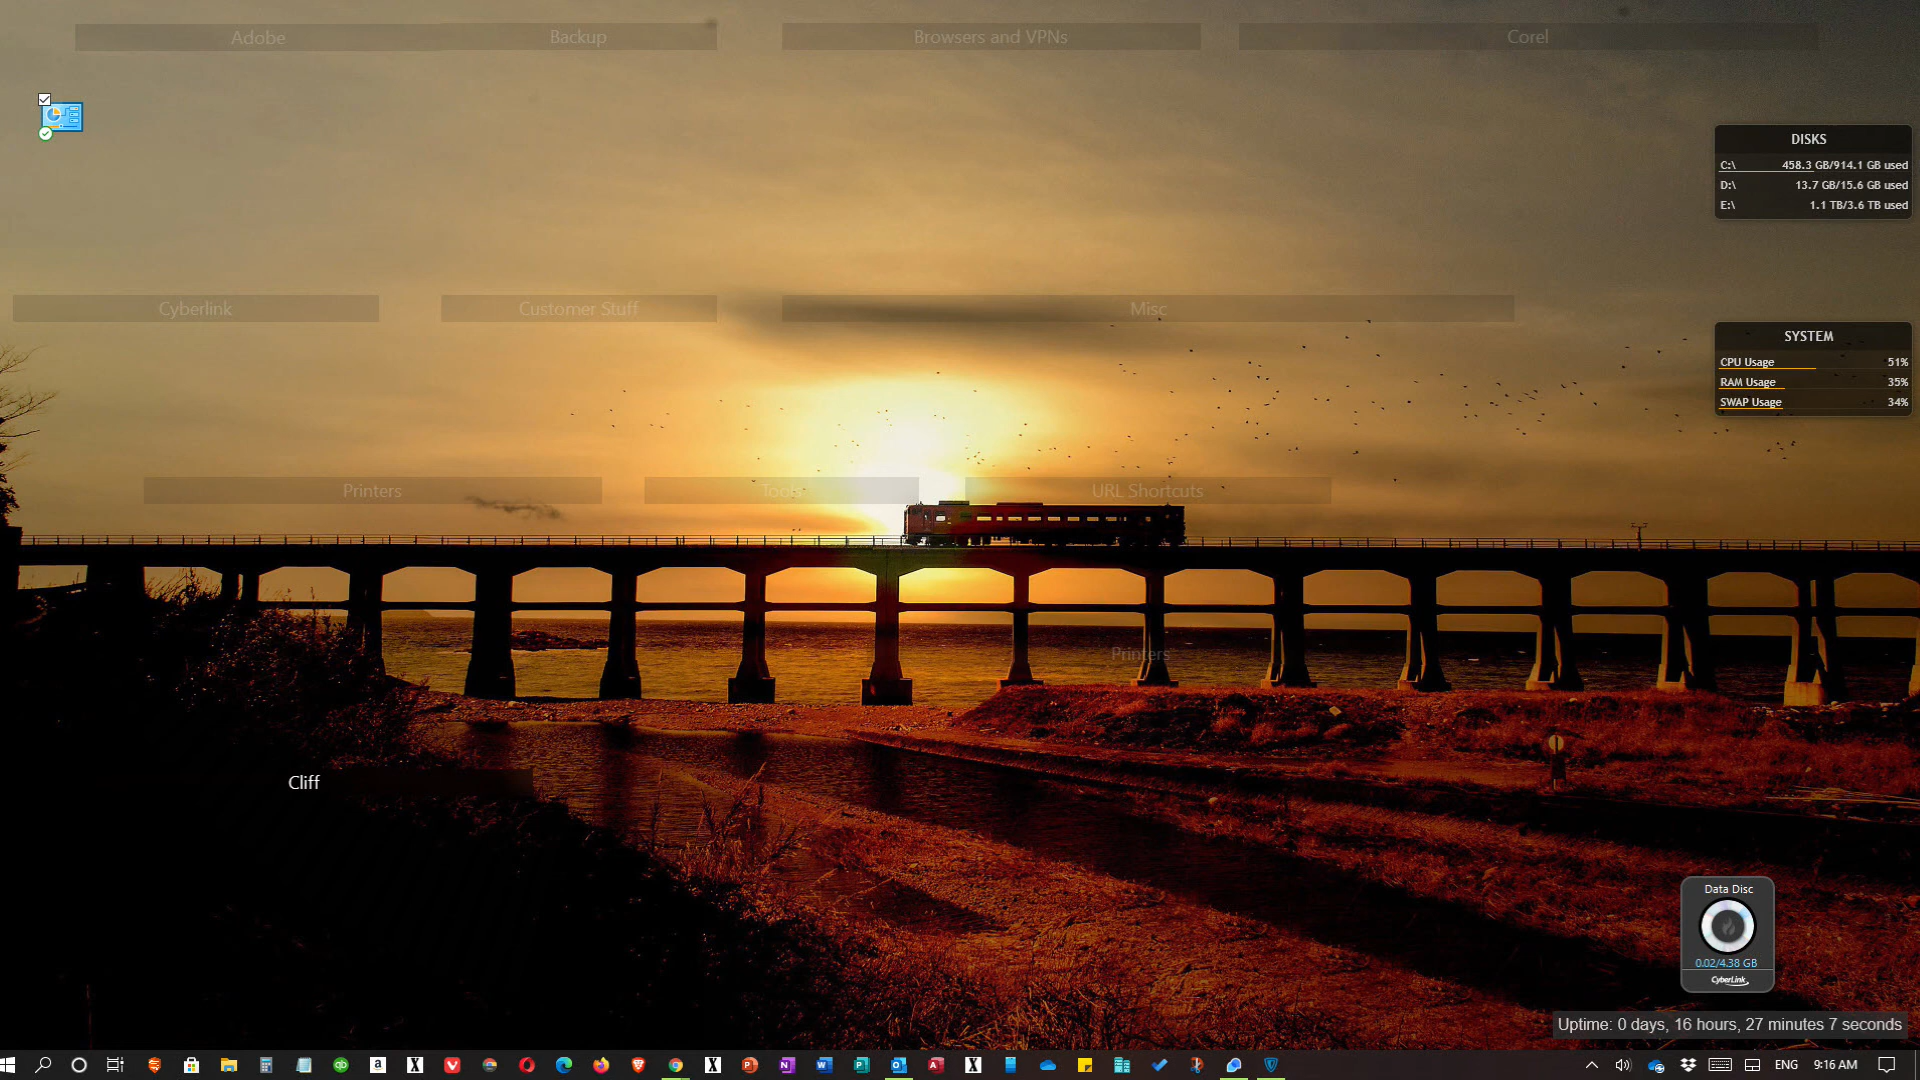 Adobe
Backup
Browsers and VPNs
Corel
DISKS
C:\ 458.3 GB/914.1 GB used
D:\ 13.7 GB/15.6 GB used
E:\ 1.1 TB/3.6 TB used
Cyberlink
Customer Stuff
Misc
SYSTEM
CPU Usage 51%
RAM Usage 35%
SWAP Usage 34%
Printers
Tools
URL Shortcuts
Printers
Cliff
Data Disc
0.02/4.38 GB
CyberLink
Uptime: 0 days, 16 hours, 27 minutes 7 seconds
ENG
9:16 AM